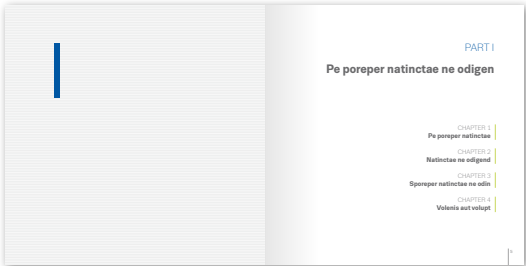 PART I
Pe poreper natinctae ne odigen
CHAPTER 1
Pe poreper natinctae
CHAPTER 2
Natinctae ne odigend
CHAPTER 3
Sporeper natinctae ne odin
CHAPTER 4
Volenis aut volupt